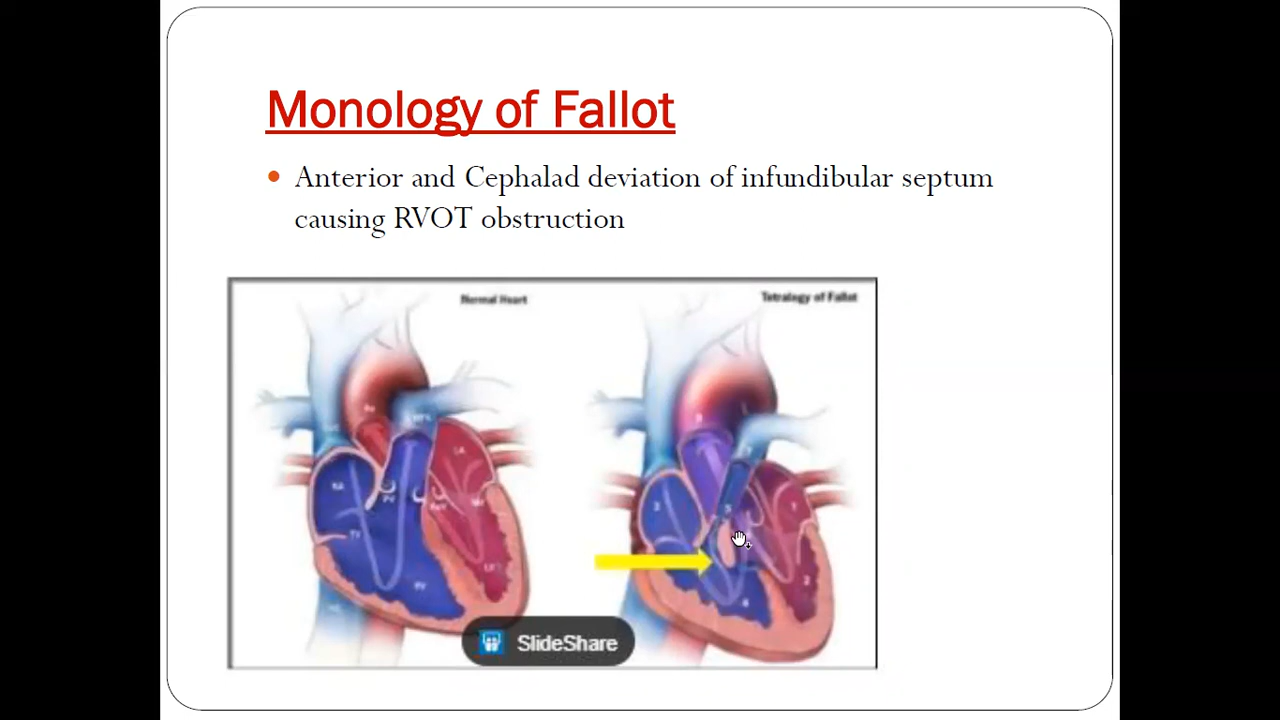 Monology of Fallot
Anterior and Cephalad deviation of infundibular septum
causing RVOT obstruction
Normal Heart
Tetralogy of Fallot
SlideShare